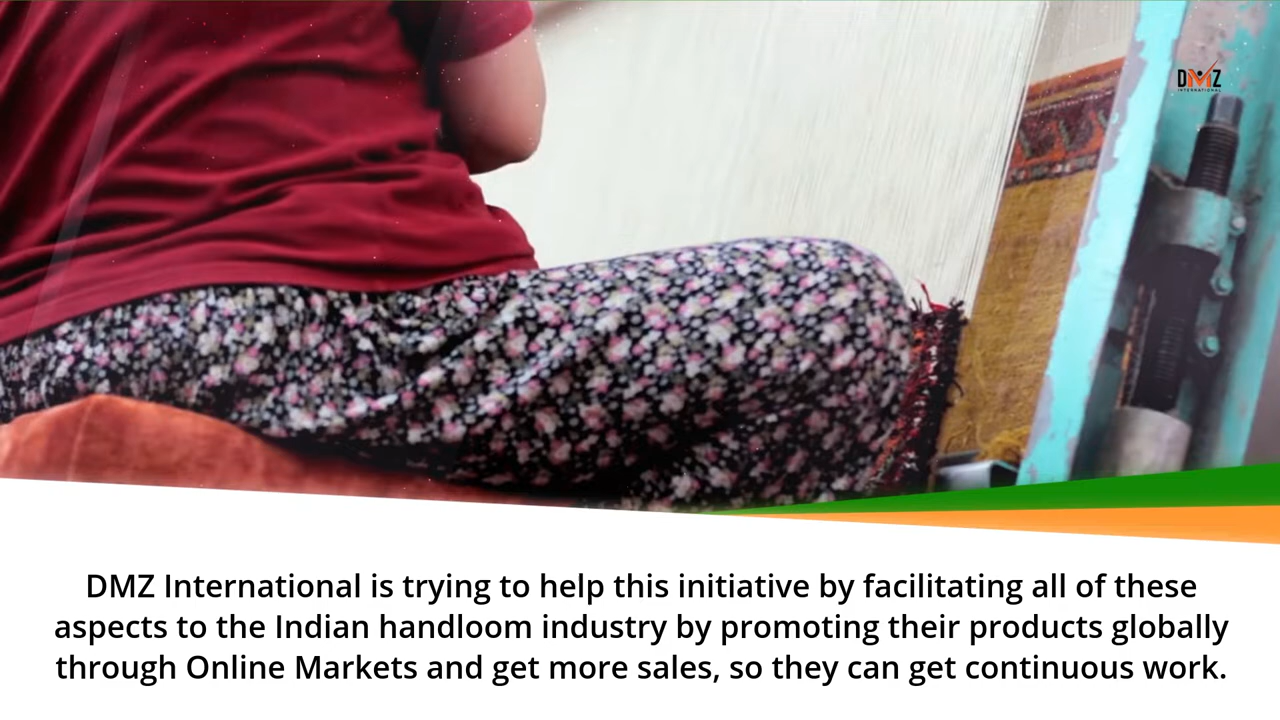 DMZ
INTERNATIONAL
DMZ International is trying to help this initiative by facilitating all of these
aspects to the Indian handloom industry by promoting their products globally
through Online Markets and get more sales, so they can get continuous work.